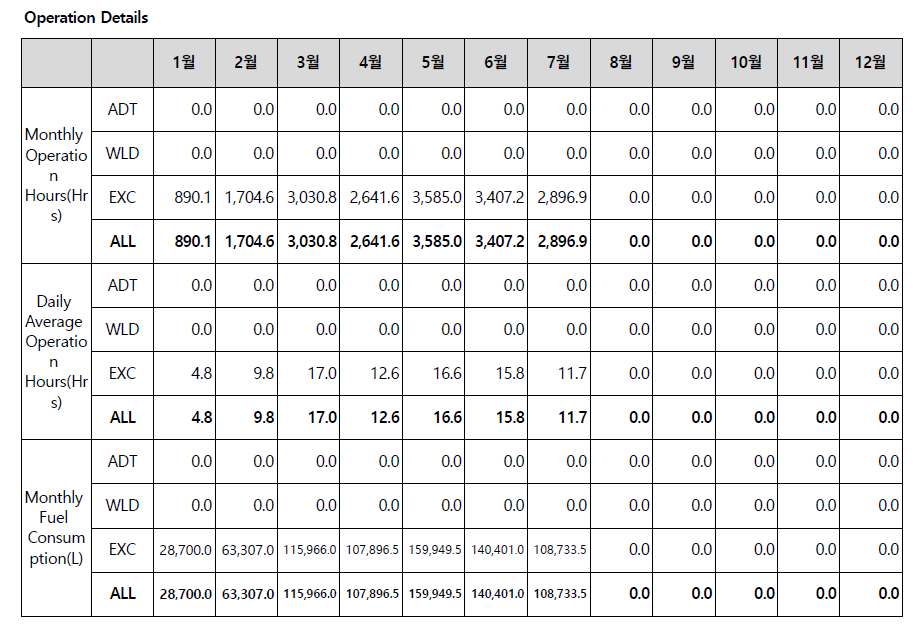 Operation Details
1월 2월 3월 4월 5월 6월 7월 8월 9월 10월 11월 12월
Monthly Operatio n Hours(Hr s)
ADT 0.0 0.0 0.0 0.0 0.0 0.0 0.0 0.0 0.0 0.0 0.0 0.0
WLD 0.0 0.0 0.0 0.0 0.0 0.0 0.0 0.0 0.0 0.0 0.0 0.0
EXC 890.1 1,704.6 3,030.8 2,641.6 3,585.0 3,407.2 2,896.9 0.0 0.0 0.0 0.0 0.0
ALL 890.1 1,704.6 3,030.8 2,641.6 3,585.0 3,407.2 2,896.9 0.0 0.0 0.0 0.0 0.0
Daily Average Operatio n Hours(Hr s)
ADT 0.0 0.0 0.0 0.0 0.0 0.0 0.0 0.0 0.0 0.0 0.0 0.0
WLD 0.0 0.0 0.0 0.0 0.0 0.0 0.0 0.0 0.0 0.0 0.0 0.0
EXC 4.8 9.8 17.0 12.6 16.6 15.8 11.7 0.0 0.0 0.0 0.0 0.0
ALL 4.8 9.8 17.0 12.6 16.6 15.8 11.7 0.0 0.0 0.0 0.0 0.0
Monthly Fuel Consum ption(L)
ADT 0.0 0.0 0.0 0.0 0.0 0.0 0.0 0.0 0.0 0.0 0.0 0.0
WLD 0.0 0.0 0.0 0.0 0.0 0.0 0.0 0.0 0.0 0.0 0.0 0.0
EXC 28,700.0 63,307.0 115,966.0 107,896.5 159,949.5 140,401.0 108,733.5 0.0 0.0 0.0 0.0 0.0
ALL 28,700.0 63,307.0 115,966.0 107,896.5 159,949.5 140,401.0 108,733.5 0.0 0.0 0.0 0.0 0.0